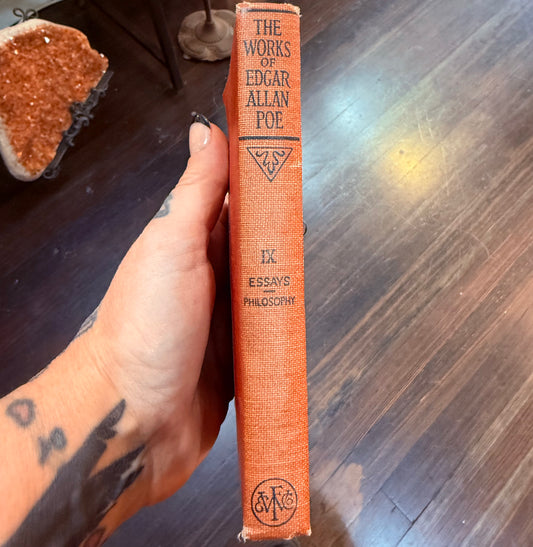 THE
WORKS
OF
EDGAR
ALLAN
POE
IX
ESSAYS
PHILOSOPHY